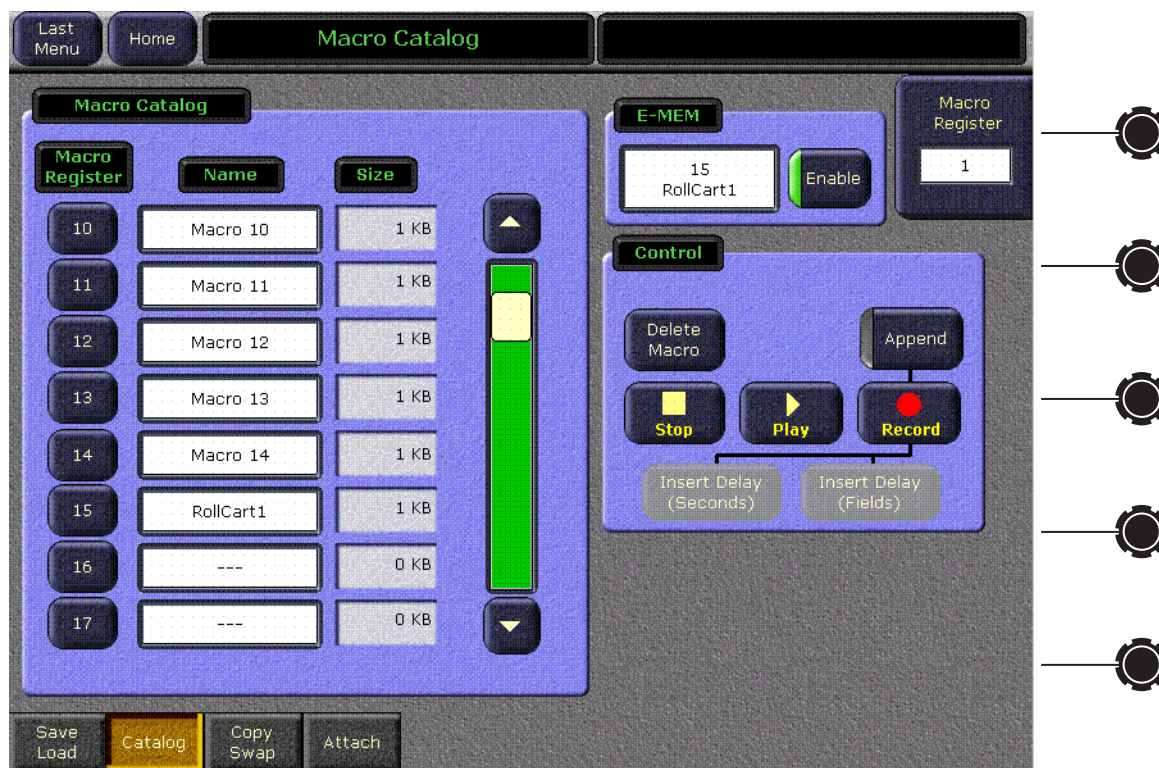 Last
Menu
Home
Macro Catalog
Macro Catalog
Macro
Register
Name
Size
10
Macro 10
1 KB
11
Macro 11
1 KB
12
Macro 12
1 KB
13
Macro 13
1 KB
14
Macro 14
1 KB
15
RollCart1
1 KB
16
---
0 KB
17
---
0 KB
E-MEM
15
RollCart1
Enable
Macro
Register
1
Control
Delete
Macro
Append
Stop
Play
Record
Insert Delay
(Seconds)
Insert Delay
(Fields)
Save
Load
Catalog
Copy
Swap
Attach